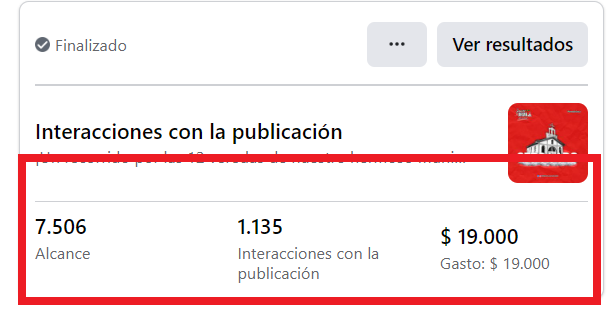 Finalizado
...
Ver resultados
Interacciones con la publicación
¡Un recorrido por las 12 veredas de nuestro hermoso muni...
7.506
Alcance
1.135
Interacciones con la
publicación
$ 19.000
Gasto: $ 19.000